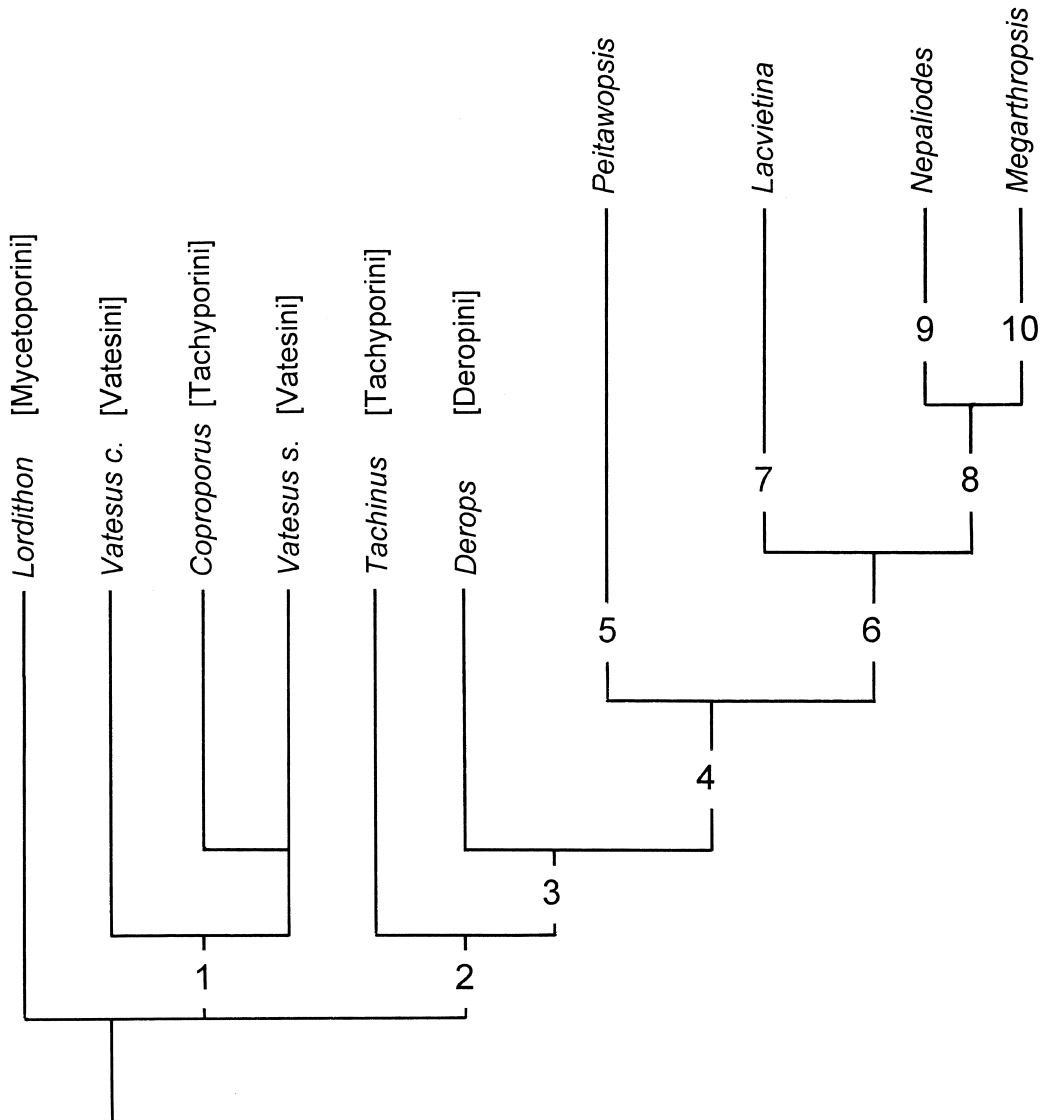 Lordithon [Mycetoporini]
Vatesus c. [Vatesini]
Coproporus [Tachyporini]
Vatesus s. [Vatesini]
Tachinus [Tachyporini]
Derops [Deropini]
Peitawopsis
Lacvietina
Nepaliodes
Megarthropsis
9
10
7
8
5
6
4
3
1
2